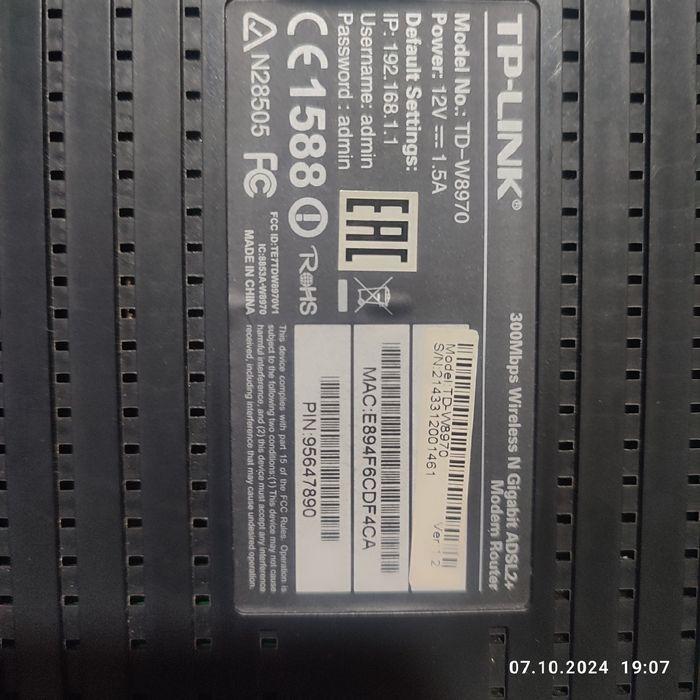 TP-LINK®
300Mbps Wireless N Gigabit ADSL2+
Modem Router
Model No.: TD-W8970
Power: 12V ⎓ 1.5A
Default Settings:
IP: 192.168.1.1
Username: admin
Password : admin
EAC
CE1588
RoHS
N28505
FC
FCC ID:TE7TDW8970V1
IC:8853A-W8970
MADE IN CHINA
Model:TD-W8970
S/N:2143312001461
Ver 1.2
MAC:E894F6CDF4CA
PIN:95647890
This device complies with part 15 of the FCC Rules. Operation is
subject to the following two conditions:(1) This device may not cause
harmful interference, and (2) this device must accept any interference
received, including interference that may cause undesired operation.
07.10.2024 19:07